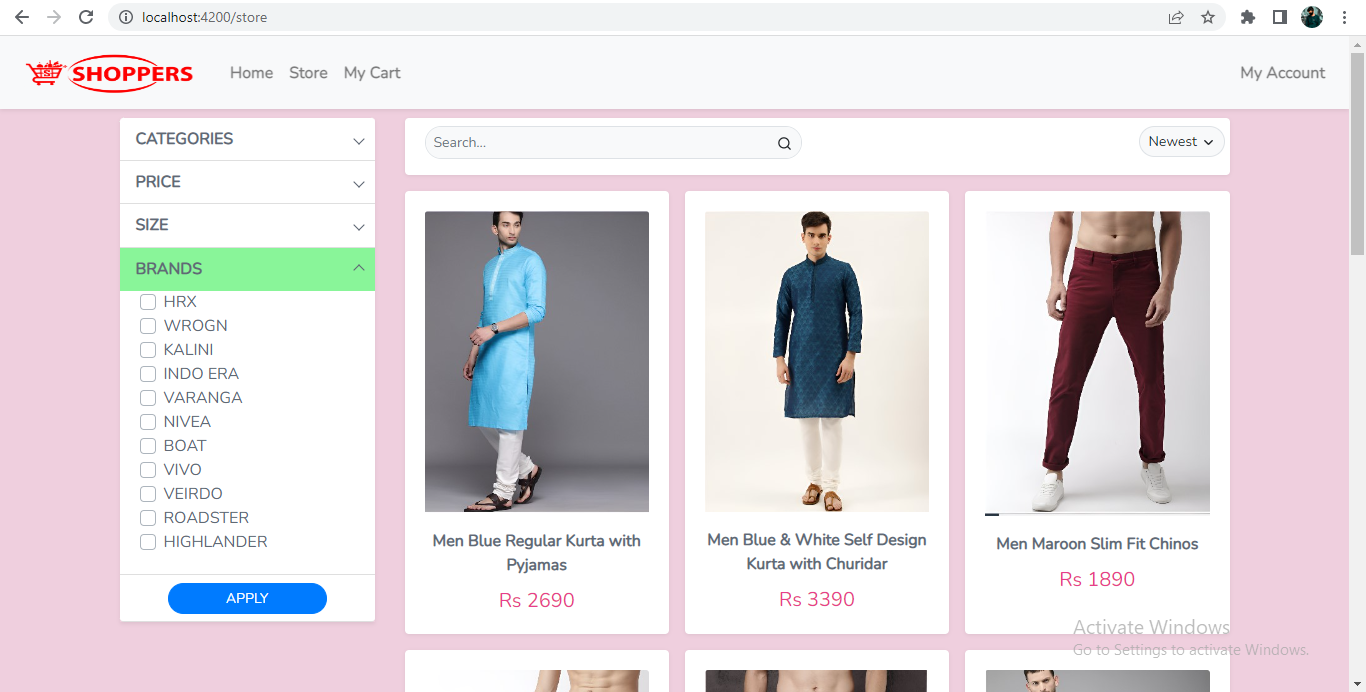 localhost:4200/store
SHOPPERS
Home
Store
My Cart
My Account
CATEGORIES
PRICE
SIZE
BRANDS
HRX
WROGN
KALINI
INDO ERA
VARANGA
NIVEA
BOAT
VIVO
VEIRDO
ROADSTER
HIGHLANDER
APPLY
Search...
Newest
Men Blue Regular Kurta with
Pyjamas
Rs 2690
Men Blue & White Self Design
Kurta with Churidar
Rs 3390
Men Maroon Slim Fit Chinos
Rs 1890
Activate Windows
Go to Settings to activate Windows.